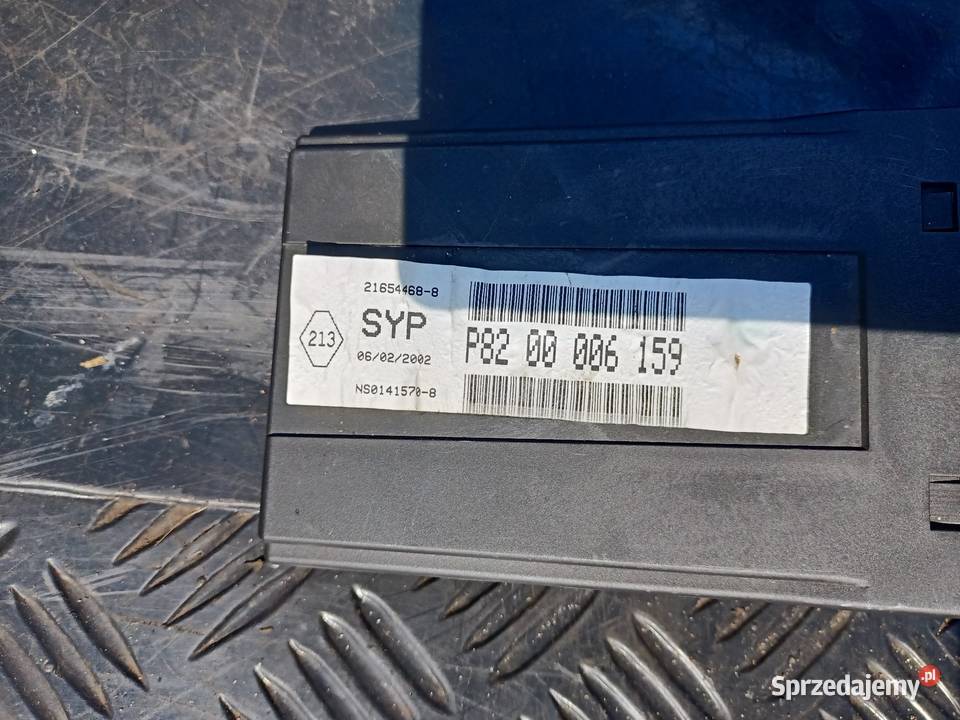 21654468-8
213
SYP
06/02/2002
NS0141570-8
P82 00 006 159
Sprzedajemy.pl